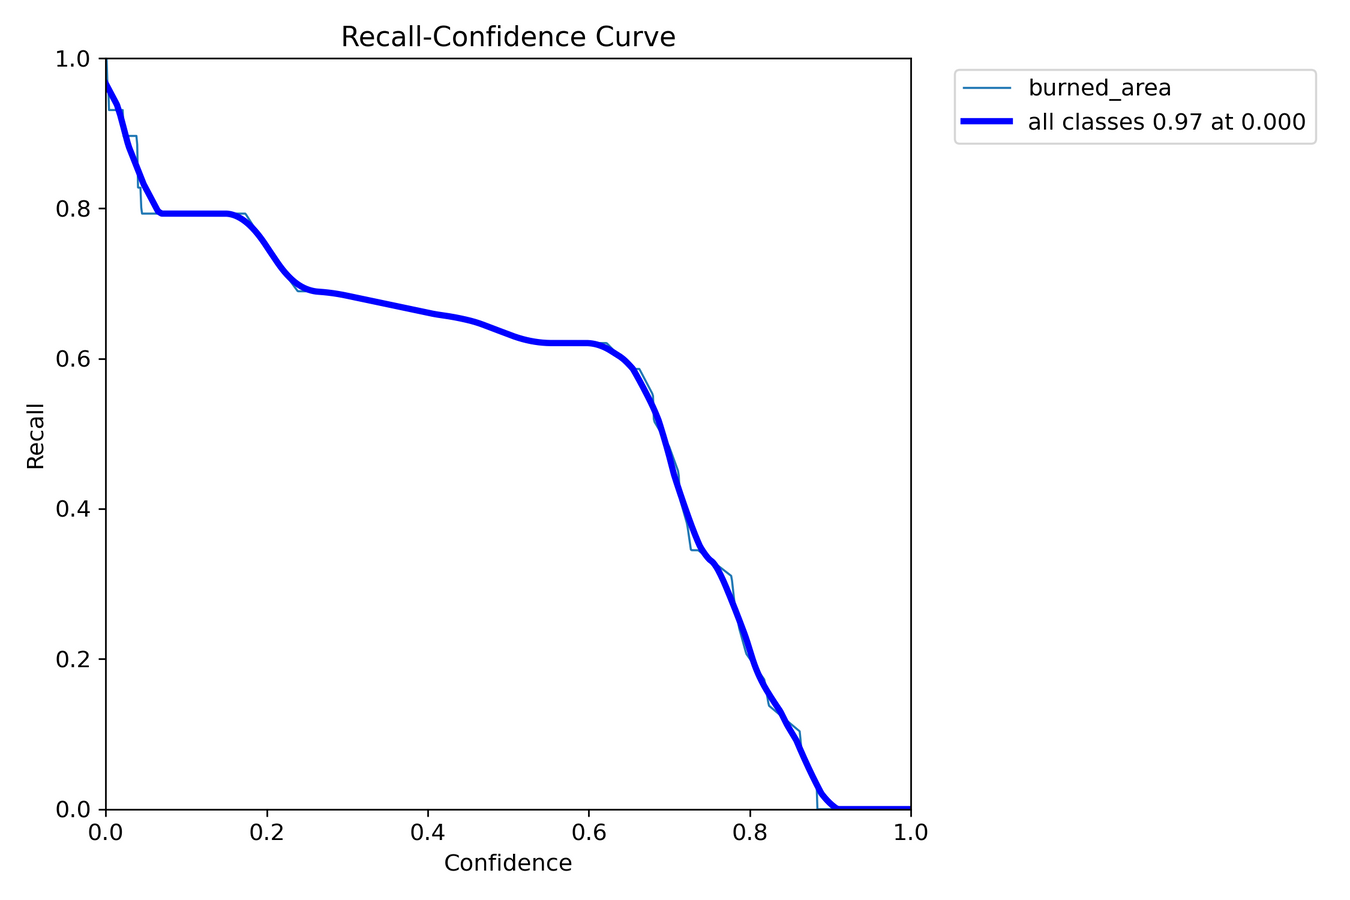 Recall-Confidence Curve
1.0
0.8
0.6
0.4
0.2
0.0
Recall
0.0 0.2 0.4 0.6 0.8 1.0
Confidence
burned_area
all classes 0.97 at 0.000